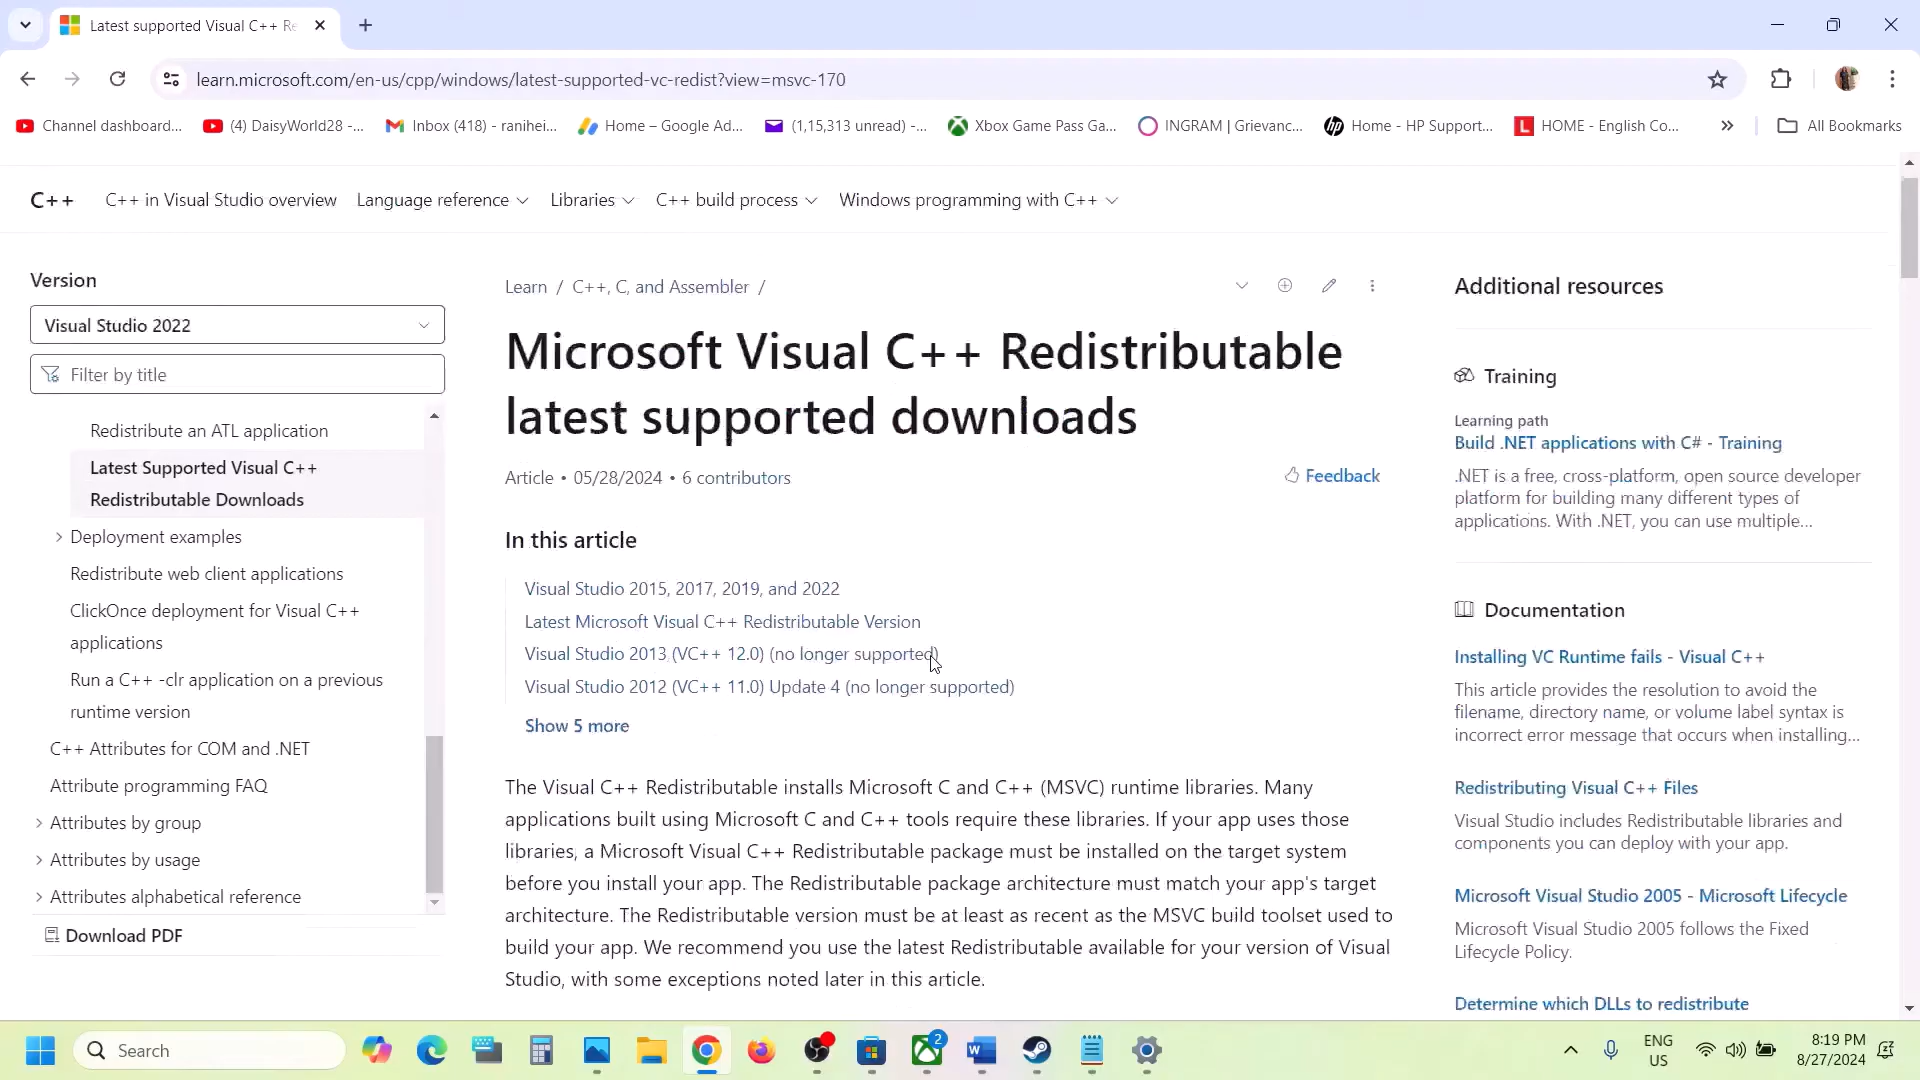 Latest supported Visual C++ Re
learn.microsoft.com/en-us/cpp/windows/latest-supported-vc-redist?view=msvc-170
Channel dashboard...
(4) DaisyWorld28 -...
Inbox (418) - ranihei...
Home – Google Ad...
(1,15,313 unread) -...
Xbox Game Pass Ga...
INGRAM | Grievanc...
Home - HP Support...
HOME - English Co...
All Bookmarks
C++
C++ in Visual Studio overview
Language reference
Libraries
C++ build process
Windows programming with C++
Version
Visual Studio 2022
Filter by title
Redistribute an ATL application
Latest Supported Visual C++
Redistributable Downloads
Deployment examples
Redistribute web client applications
ClickOnce deployment for Visual C++
applications
Run a C++ -clr application on a previous
runtime version
C++ Attributes for COM and .NET
Attribute programming FAQ
Attributes by group
Attributes by usage
Attributes alphabetical reference
Download PDF
Learn / C++, C, and Assembler /
Microsoft Visual C++ Redistributable
latest supported downloads
Article • 05/28/2024 • 6 contributors
Feedback
In this article
Visual Studio 2015, 2017, 2019, and 2022
Latest Microsoft Visual C++ Redistributable Version
Visual Studio 2013 (VC++ 12.0) (no longer supported)
Visual Studio 2012 (VC++ 11.0) Update 4 (no longer supported)
Show 5 more
The Visual C++ Redistributable installs Microsoft C and C++ (MSVC) runtime libraries. Many
applications built using Microsoft C and C++ tools require these libraries. If your app uses those
libraries, a Microsoft Visual C++ Redistributable package must be installed on the target system
before you install your app. The Redistributable package architecture must match your app's target
architecture. The Redistributable version must be at least as recent as the MSVC build toolset used to
build your app. We recommend you use the latest Redistributable available for your version of Visual
Studio, with some exceptions noted later in this article.
Additional resources
Training
Learning path
Build .NET applications with C# - Training
.NET is a free, cross-platform, open source developer
platform for building many different types of
applications. With .NET, you can use multiple...
Documentation
Installing VC Runtime fails - Visual C++
This article provides the resolution to avoid the
filename, directory name, or volume label syntax is
incorrect error message that occurs when installing...
Redistributing Visual C++ Files
Visual Studio includes Redistributable libraries and
components you can deploy with your app.
Microsoft Visual Studio 2005 - Microsoft Lifecycle
Microsoft Visual Studio 2005 follows the Fixed
Lifecycle Policy.
Determine which DLLs to redistribute
Search
2
ENG
US
8:19 PM
8/27/2024